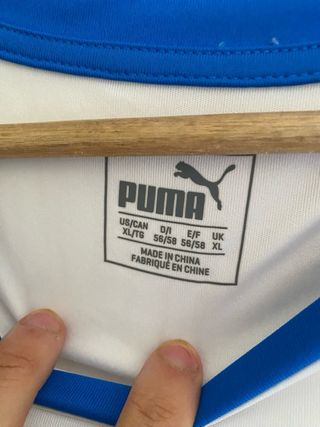 PUMA
US/CAN D/I E/F UK
XL/TG 56/58 56/58 XL
MADE IN CHINA
FABRIQUÉ EN CHINE